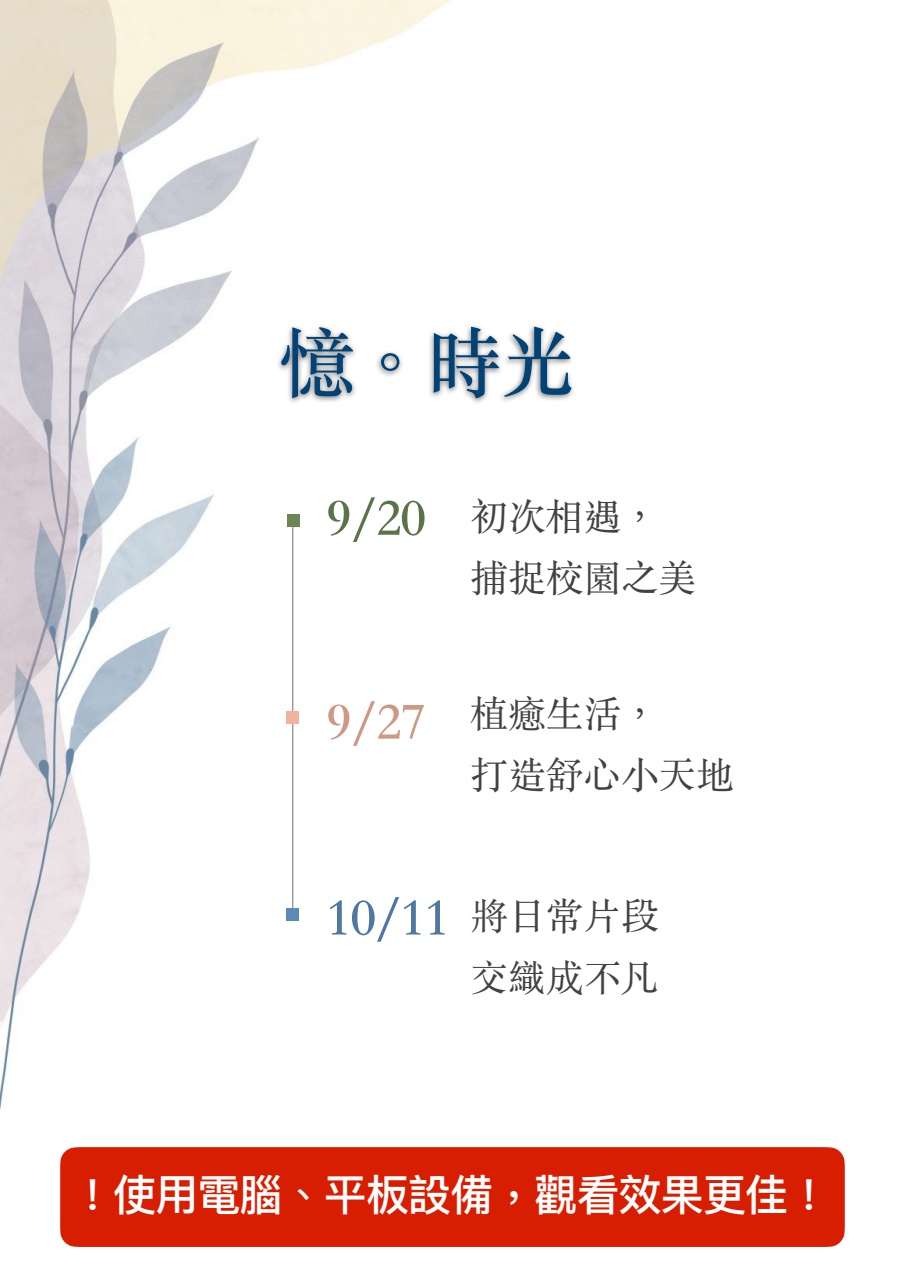 憶。時光
9/20 初次相遇，
捕捉校園之美
9/27 植癒生活，
打造舒心小天地
10/11 將日常片段
交織成不凡
！使用電腦、平板設備，觀看效果更佳！